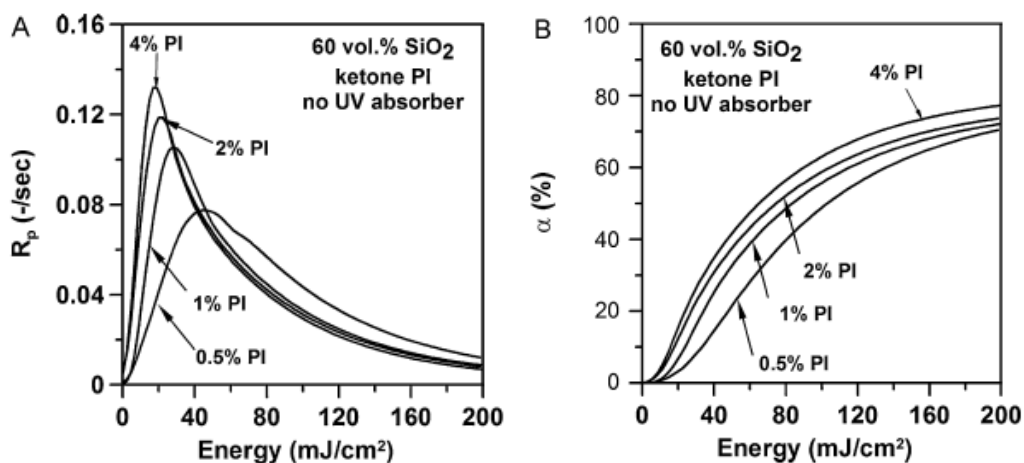 A
0.16
0.12
0.08
0.04
0
R_p (-/sec)
4% PI
60 vol.% SiO₂
ketone PI
no UV absorber
2% PI
1% PI
0.5% PI
0 40 80 120 160 200
Energy (mJ/cm²)
B
100
80
60
40
20
0
α (%)
60 vol.% SiO₂
ketone PI
no UV absorber
4% PI
2% PI
1% PI
0.5% PI
0 40 80 120 160 200
Energy (mJ/cm²)